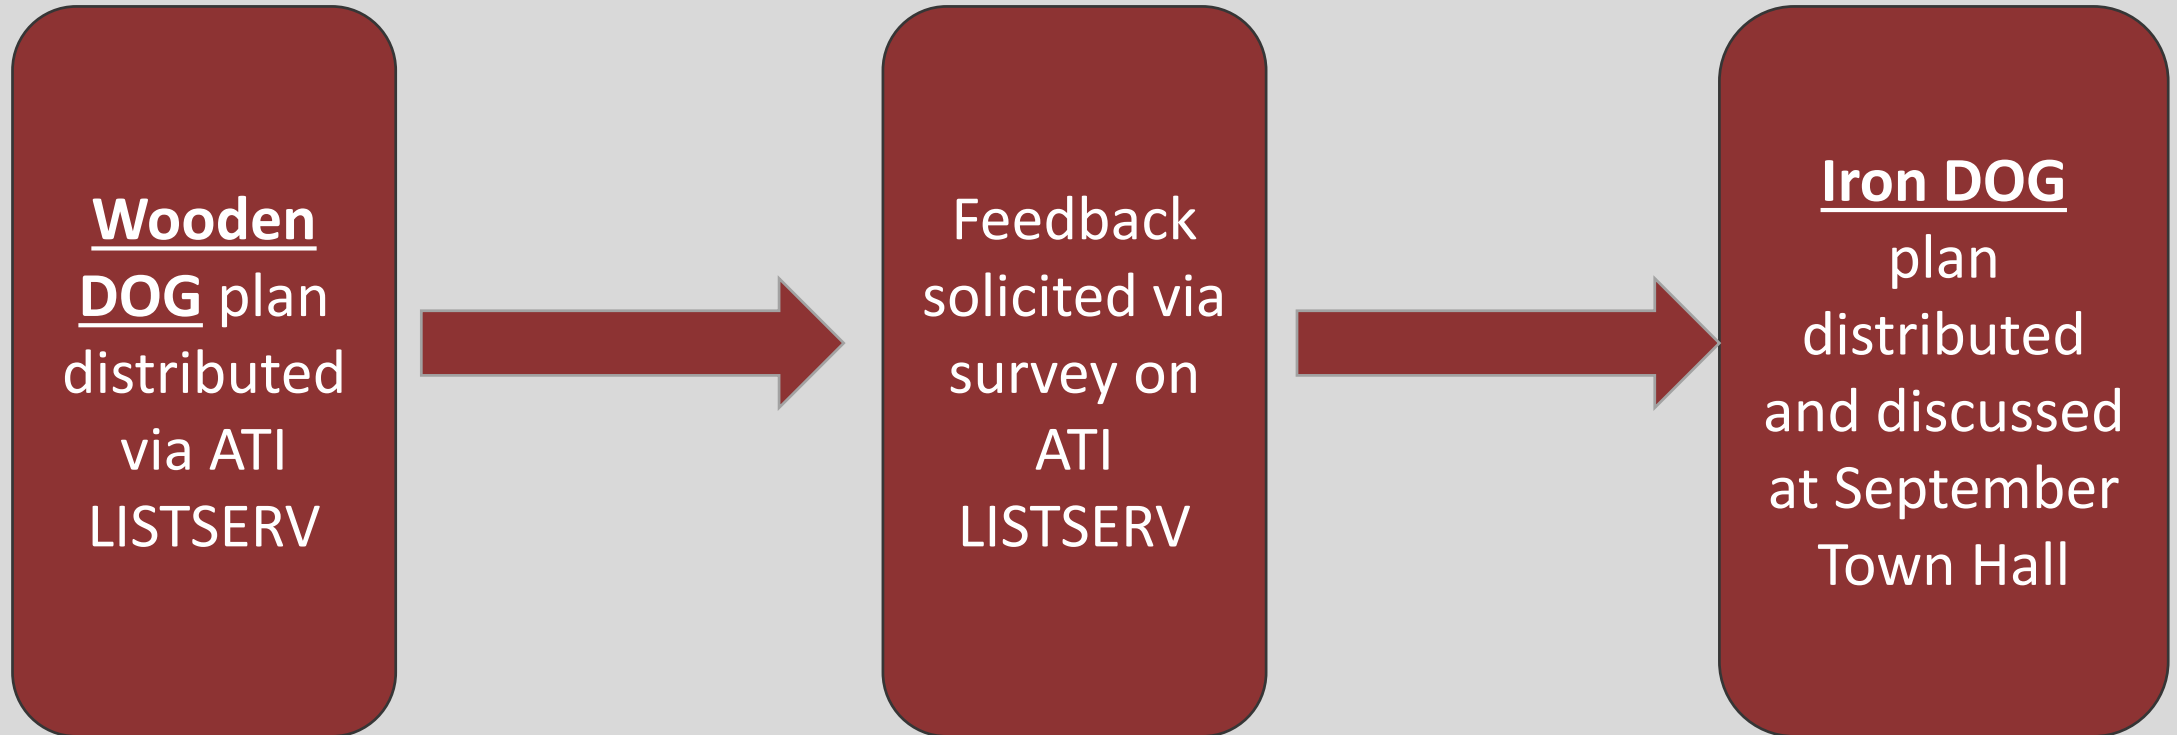 Wooden
DOG plan
distributed
via ATI
LISTSERV
Feedback
solicited via
survey on
ATI
LISTSERV
Iron DOG
plan
distributed
and discussed
at September
Town Hall